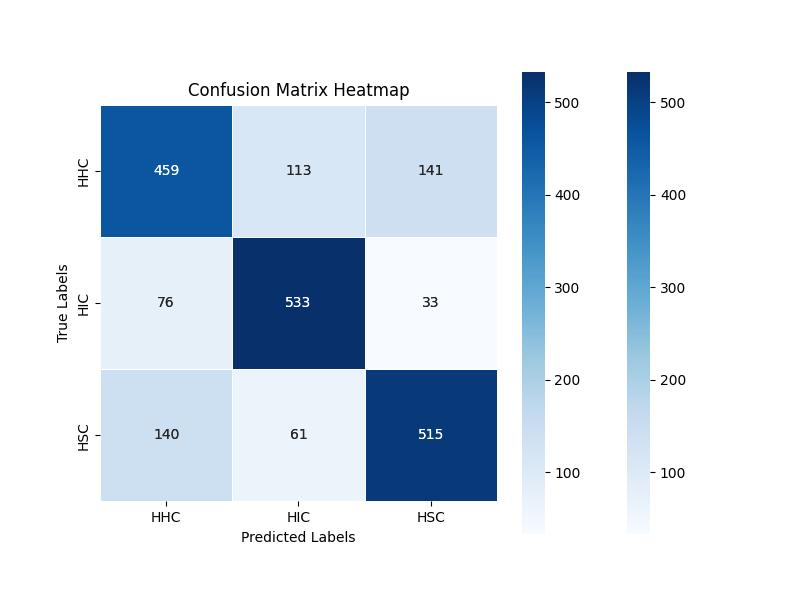 Confusion Matrix Heatmap
True Labels
HHC 459 113 141
HIC 76 533 33
HSC 140 61 515
HHC HIC HSC
Predicted Labels
500 500
400 400
300 300
200 200
100 100